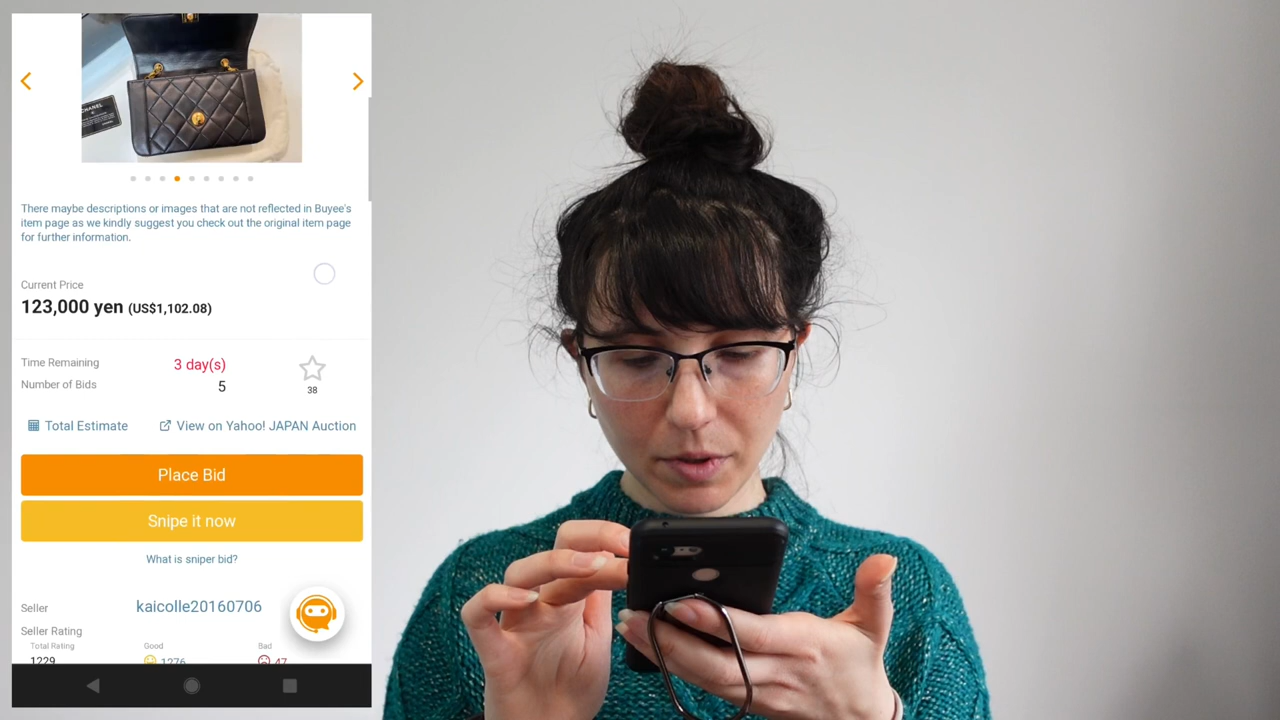 CHANEL
There maybe descriptions or images that are not reflected in Buyee's
item page as we kindly suggest you check out the original item page
for further information.
Current Price
123,000 yen (US$1,102.08)
Time Remaining 3 day(s)
Number of Bids 5
38
Total Estimate View on Yahoo! JAPAN Auction
Place Bid
Snipe it now
What is sniper bid?
Seller kaicolle20160706
Seller Rating
Total Rating Good Bad
1229 1276 47